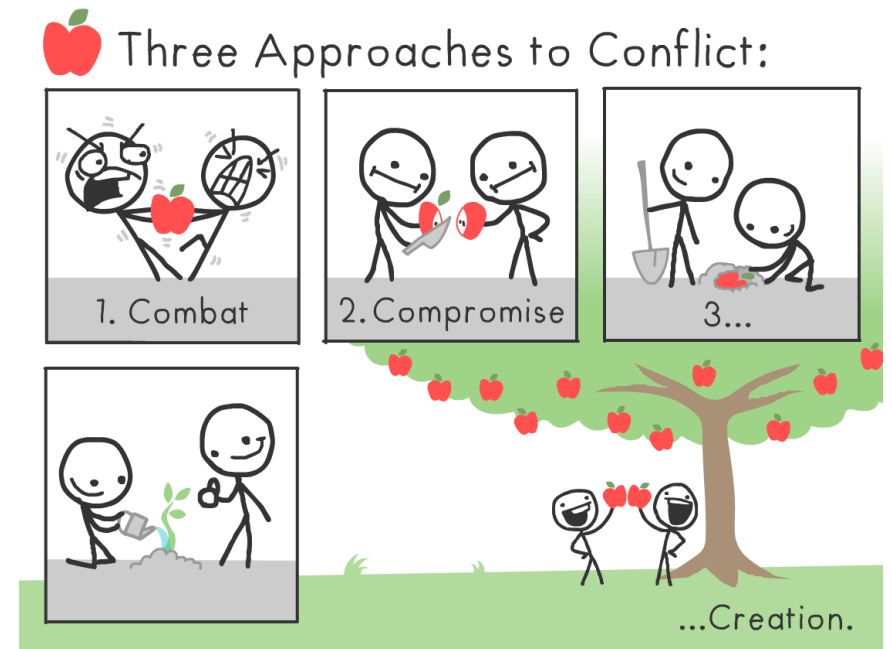 Three Approaches to Conflict:
1. Combat
2. Compromise
3...
...Creation.